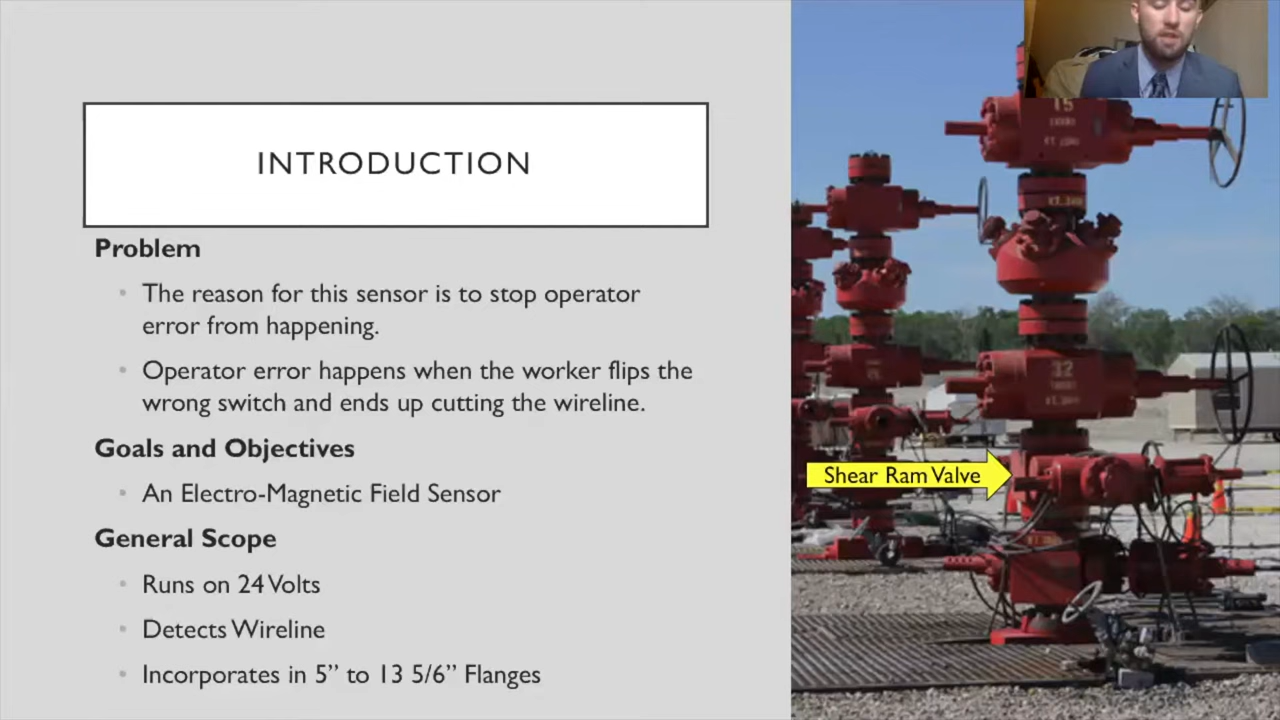 INTRODUCTION
Problem
The reason for this sensor is to stop operator
error from happening.
Operator error happens when the worker flips the
wrong switch and ends up cutting the wireline.
Goals and Objectives
An Electro-Magnetic Field Sensor
General Scope
Runs on 24 Volts
Detects Wireline
Incorporates in 5” to 13 5/6” Flanges
15
32
Shear Ram Valve